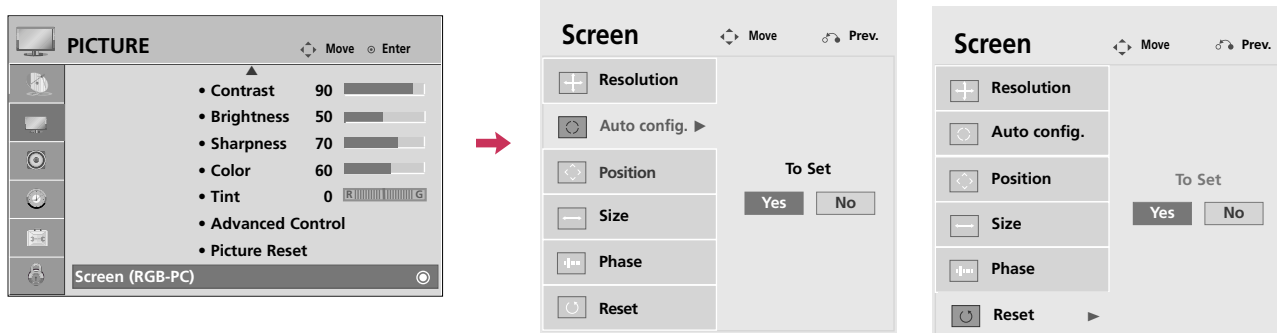 PICTURE Move Enter
• Contrast 90
• Brightness 50
• Sharpness 70
• Color 60
• Tint 0 R G
• Advanced Control
• Picture Reset
Screen (RGB-PC)
Screen Move Prev.
Resolution
Auto config. ▶
Position
Size
Phase
Reset
To Set
Yes No
Screen Move Prev.
Resolution
Auto config.
Position
Size
Phase
Reset ▶
To Set
Yes No